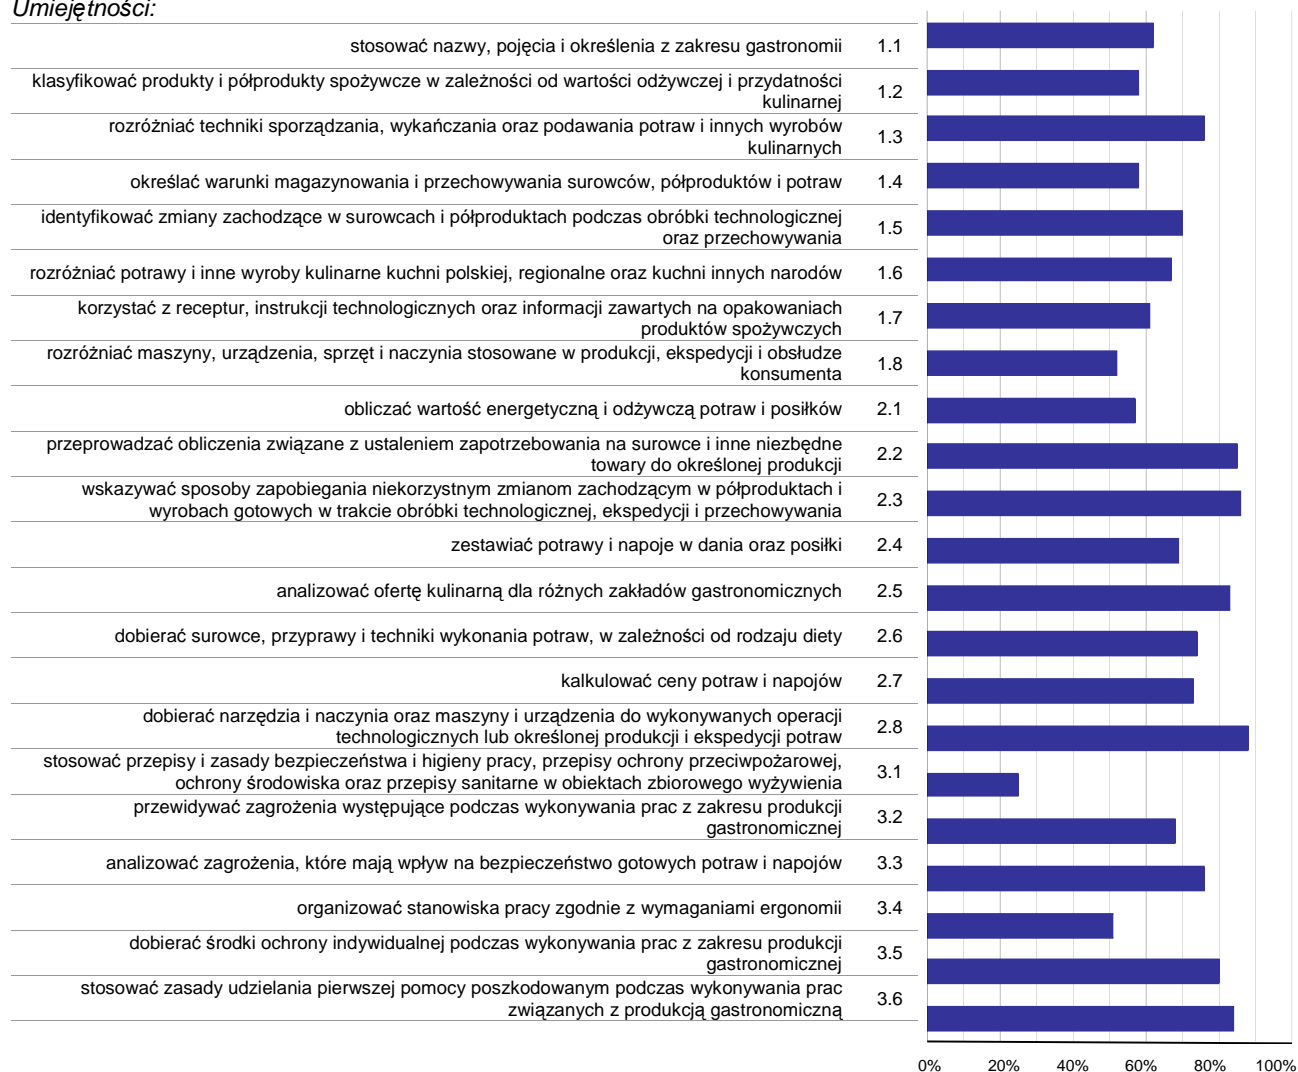 Umiejętności:
stosować nazwy, pojęcia i określenia z zakresu gastronomii 1.1
klasyfikować produkty i półprodukty spożywcze w zależności od wartości odżywczej i przydatności
kulinarnej 1.2
rozróżniać techniki sporządzania, wykańczania oraz podawania potraw i innych wyrobów
kulinarnych 1.3
określać warunki magazynowania i przechowywania surowców, półproduktów i potraw 1.4
identyfikować zmiany zachodzące w surowcach i półproduktach podczas obróbki technologicznej
oraz przechowywania 1.5
rozróżniać potrawy i inne wyroby kulinarne kuchni polskiej, regionalne oraz kuchni innych narodów 1.6
korzystać z receptur, instrukcji technologicznych oraz informacji zawartych na opakowaniach
produktów spożywczych 1.7
rozróżniać maszyny, urządzenia, sprzęt i naczynia stosowane w produkcji, ekspedycji i obsłudze
konsumenta 1.8
obliczać wartość energetyczną i odżywczą potraw i posiłków 2.1
przeprowadzać obliczenia związane z ustaleniem zapotrzebowania na surowce i inne niezbędne
towary do określonej produkcji 2.2
wskazywać sposoby zapobiegania niekorzystnym zmianom zachodzącym w półproduktach i
wyrobach gotowych w trakcie obróbki technologicznej, ekspedycji i przechowywania 2.3
zestawiać potrawy i napoje w dania oraz posiłki 2.4
analizować ofertę kulinarną dla różnych zakładów gastronomicznych 2.5
dobierać surowce, przyprawy i techniki wykonania potraw, w zależności od rodzaju diety 2.6
kalkulować ceny potraw i napojów 2.7
dobierać narzędzia i naczynia oraz maszyny i urządzenia do wykonywanych operacji
technologicznych lub określonej produkcji i ekspedycji potraw 2.8
stosować przepisy i zasady bezpieczeństwa i higieny pracy, przepisy ochrony przeciwpożarowej,
ochrony środowiska oraz przepisy sanitarne w obiektach zbiorowego wyżywienia 3.1
przewidywać zagrożenia występujące podczas wykonywania prac z zakresu produkcji
gastronomicznej 3.2
analizować zagrożenia, które mają wpływ na bezpieczeństwo gotowych potraw i napojów 3.3
organizować stanowiska pracy zgodnie z wymaganiami ergonomii 3.4
dobierać środki ochrony indywidualnej podczas wykonywania prac z zakresu produkcji
gastronomicznej 3.5
stosować zasady udzielania pierwszej pomocy poszkodowanym podczas wykonywania prac
związanych z produkcją gastronomiczną 3.6
0% 20% 40% 60% 80% 100%